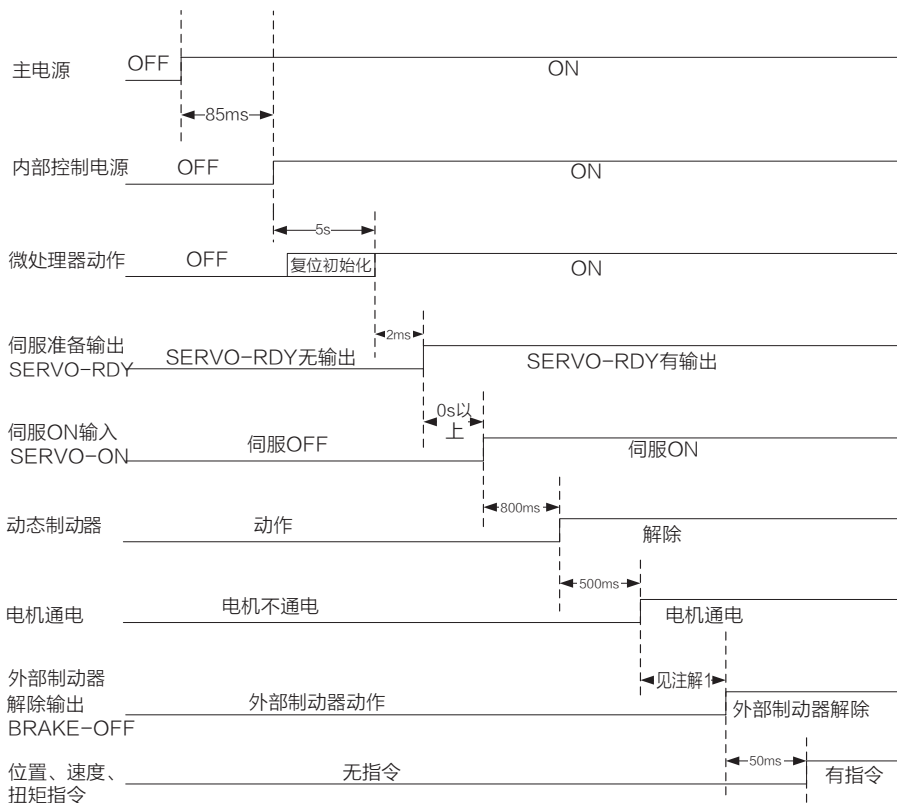 主电源 OFF ON
85ms
内部控制电源 OFF ON
5s
微处理器动作 OFF 复位初始化 ON
2ms
伺服准备输出
SERVO-RDY SERVO-RDY无输出 SERVO-RDY有输出
0s以
上
伺服ON输入
SERVO-ON 伺服OFF 伺服ON
800ms
动态制动器 动作 解除
500ms
电机通电 电机不通电 电机通电
见注解1
外部制动器
解除输出 外部制动器动作 外部制动器解除
BRAKE-OFF
50ms
位置、速度、 无指令 有指令
扭矩指令